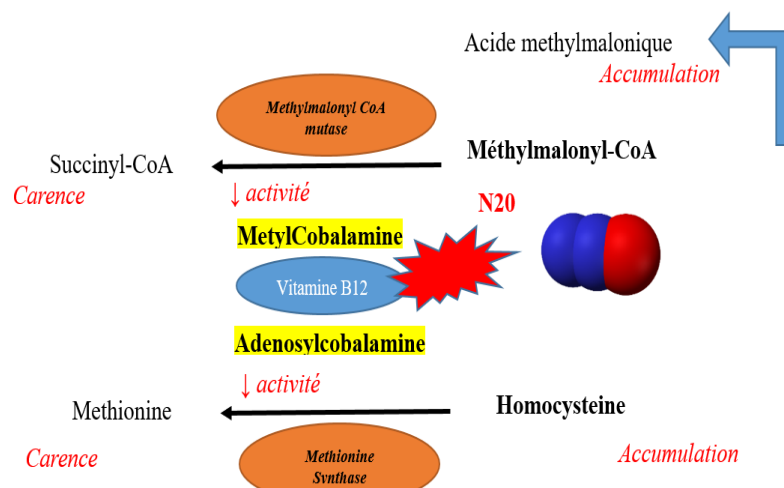 Acide methylmalonique
Accumulation
Methylmalonyl CoA
mutase
Succinyl-CoA
Méthylmalonyl-CoA
Carence
↓ activité
N20
MetylCobalamine
Vitamine B12
Adenosylcobalamine
↓ activité
Methionine
Homocysteine
Carence
Accumulation
Methionine
Synthase